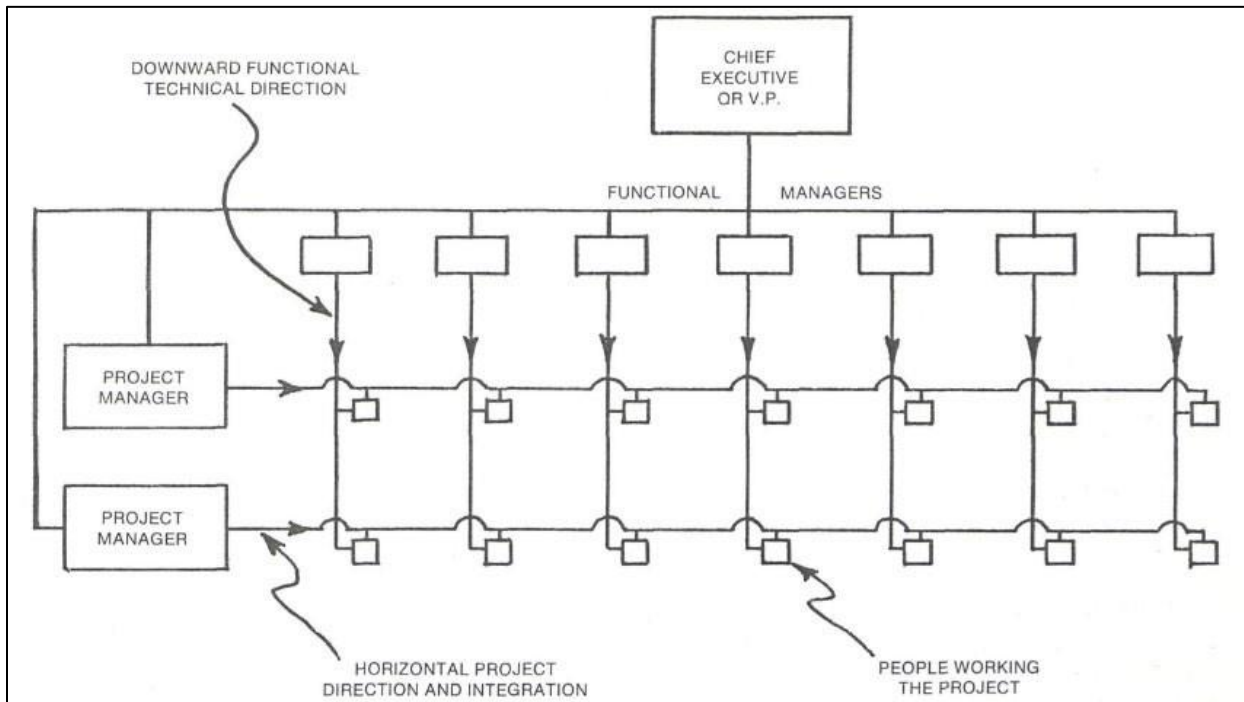 CHIEF
EXECUTIVE
OR V.P.
DOWNWARD FUNCTIONAL
TECHNICAL DIRECTION
FUNCTIONAL MANAGERS
PROJECT
MANAGER
PROJECT
MANAGER
HORIZONTAL PROJECT
DIRECTION AND INTEGRATION
PEOPLE WORKING
THE PROJECT